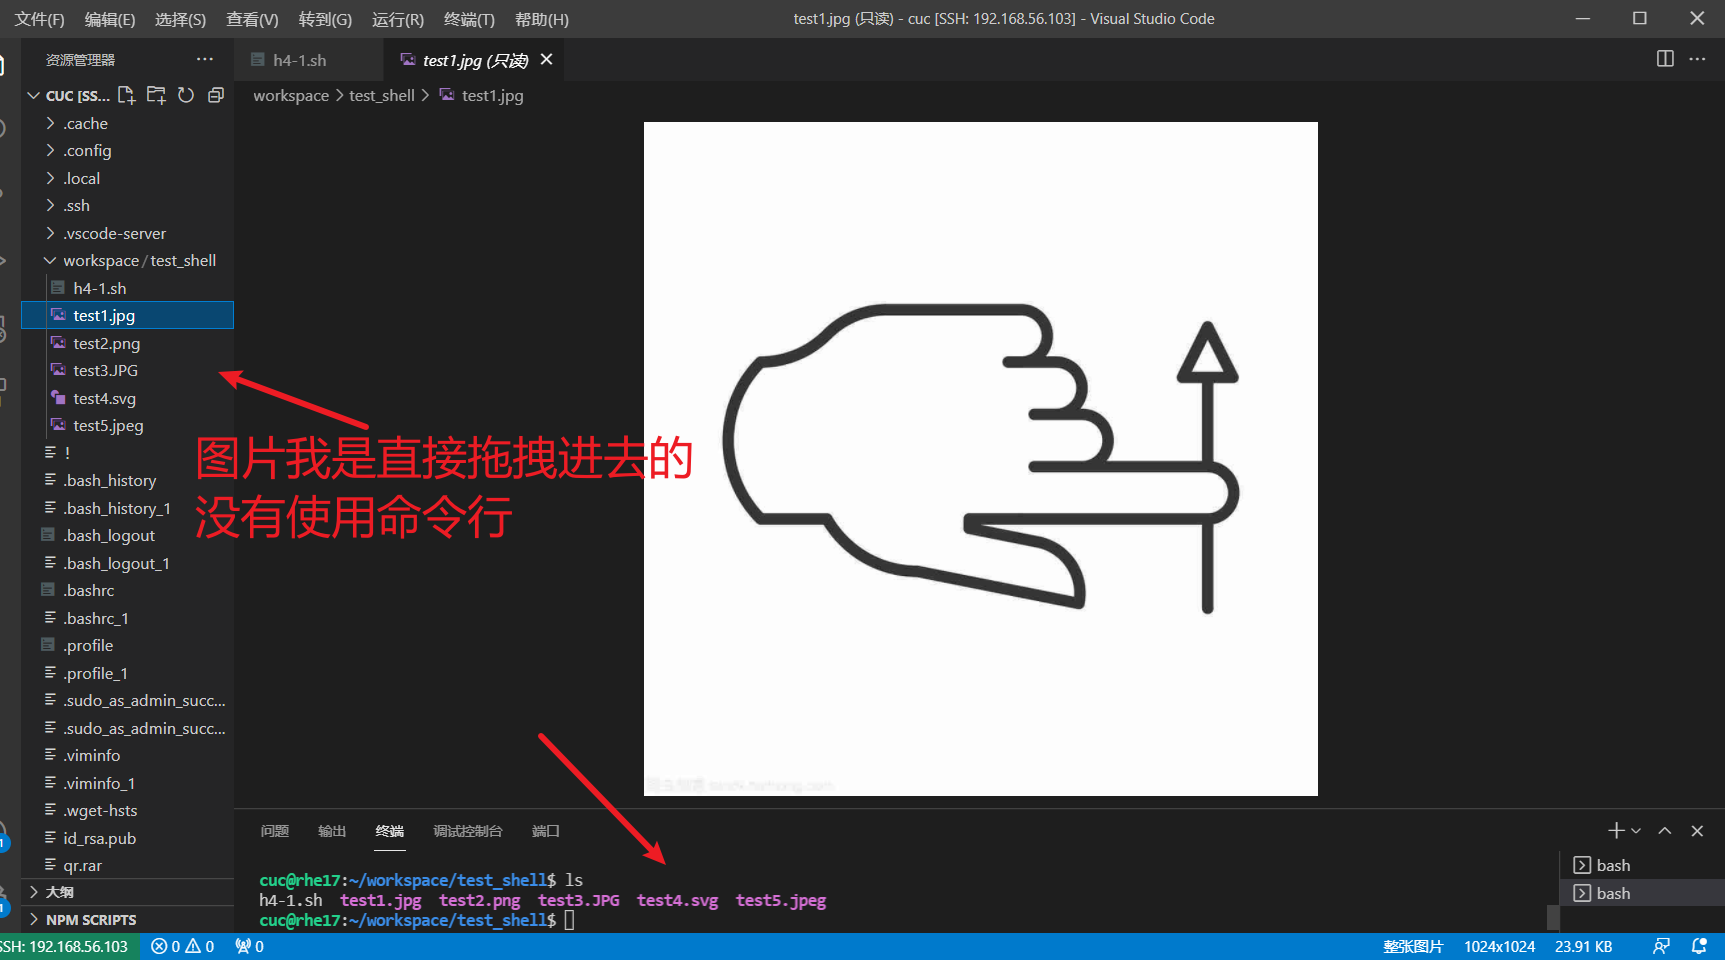 文件(F) 编辑(E) 选择(S) 查看(V) 转到(G) 运行(R) 终端(T) 帮助(H) test1.jpg (只读) - cuc [SSH: 192.168.56.103] - Visual Studio Code
资源管理器
h4-1.sh test1.jpg (只读)
CUC [SS...
workspace test_shell test1.jpg
.cache
.config
.local
.ssh
.vscode-server
workspace/test_shell
h4-1.sh
test1.jpg
test2.png
test3.JPG
test4.svg
test5.jpeg
!
.bash_history
.bash_history_1
.bash_logout
.bash_logout_1
.bashrc
.bashrc_1
.profile
.profile_1
.sudo_as_admin_succ...
.sudo_as_admin_succ...
.viminfo
.viminfo_1
.wget-hsts
id_rsa.pub
qr.rar
大纲
NPM SCRIPTS
图片我是直接拖拽进去的
没有使用命令行
问题 输出 终端 调试控制台 端口
cuc@rhe17:~/workspace/test_shell$ ls
h4-1.sh test1.jpg test2.png test3.JPG test4.svg test5.jpeg
cuc@rhe17:~/workspace/test_shell$
bash
bash
SSH: 192.168.56.103 0 0 0 整张图片 1024x1024 23.91 KB